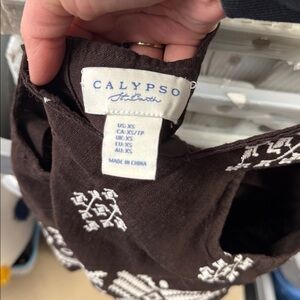 CALYPSO
St. Barth
US: XS
CA: XS/TP
UK: XS
EU: XS
AU: XS
MADE IN CHINA